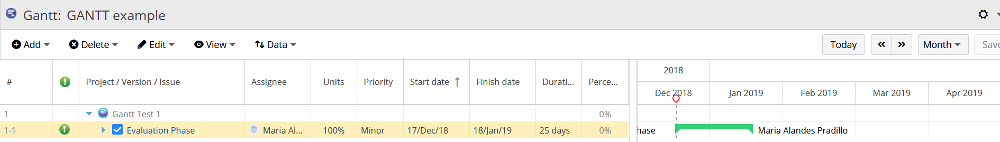 Gantt: GANTT example
Add Delete Edit View Data Today Month Save
2018
# Project / Version / Issue Assignee Units Priority Start date Finish date Durati... Perce...
Dec 2018 Jan 2019 Feb 2019 Mar 2019 Apr 2019
1 Gantt Test 1 0%
1-1 Evaluation Phase Maria Al... 100% Minor 17/Dec/18 18/Jan/19 25 days 0% hase Maria Alandes Pradillo